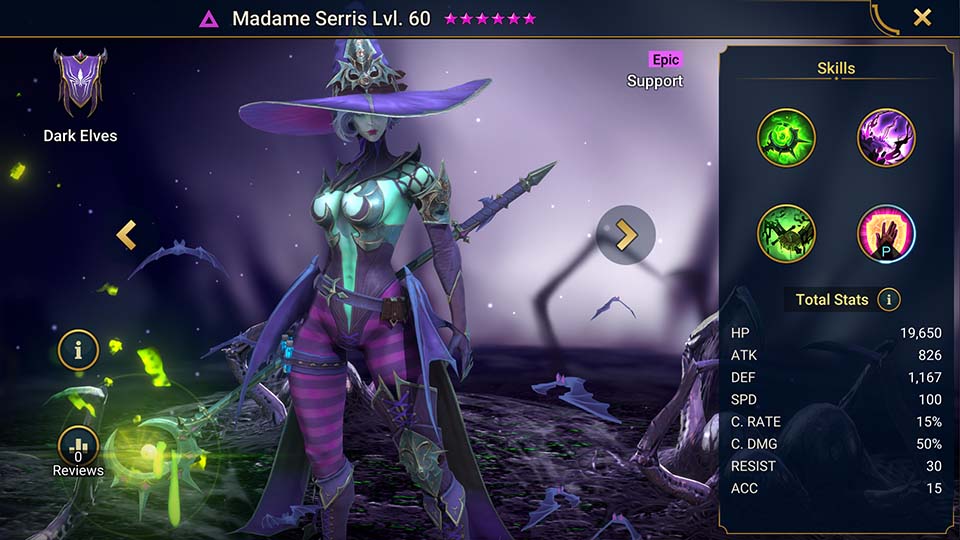 Madame Serris Lvl. 60
Epic
Support
Dark Elves
Skills
P
Total Stats i
HP 19,650
ATK 826
DEF 1,167
SPD 100
C. RATE 15%
C. DMG 50%
RESIST 30
ACC 15
i
0
Reviews